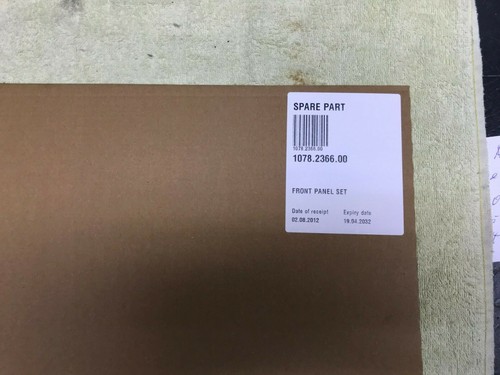 SPARE PART
1078.2366.00
1078.2366.00
FRONT PANEL SET
Date of receipt Expiry date
02.08.2012 19.04.2032